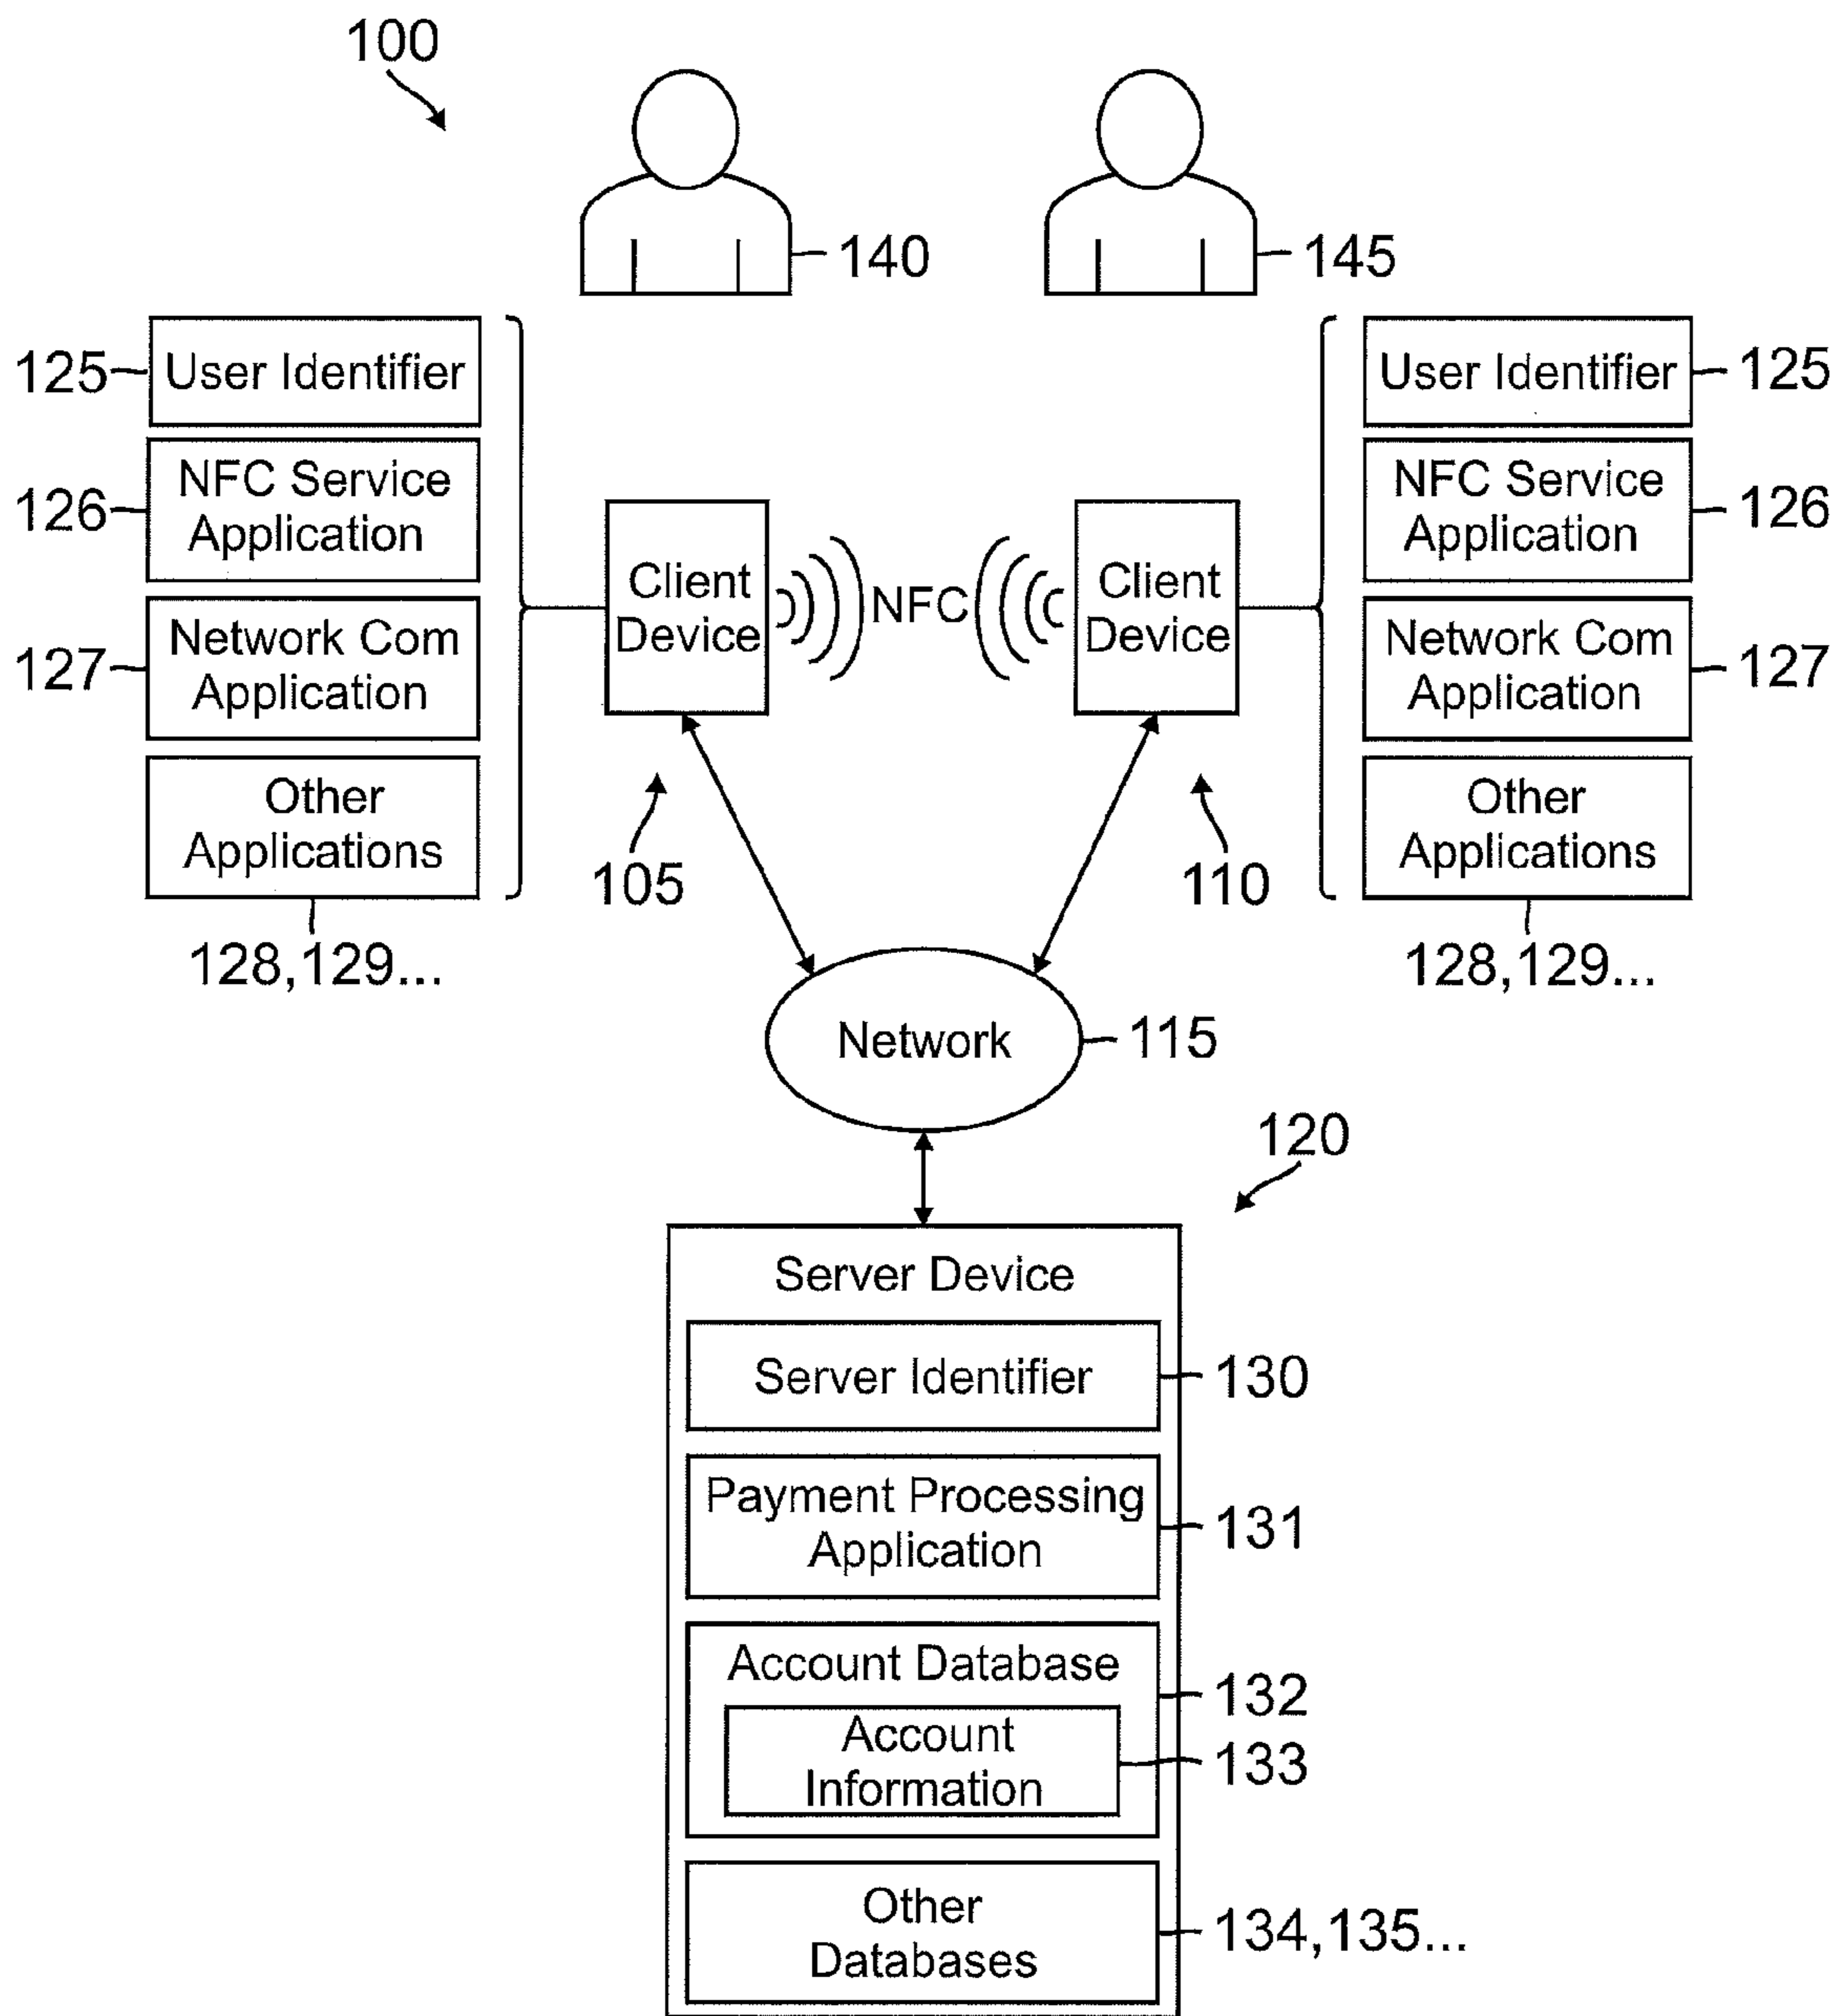 100
140
145
125
User Identifier
User Identifier
125
126
NFC Service
Application
NFC Service
Application
126
Client
Device
NFC
Client
Device
127
Network Com
Application
Network Com
Application
127
Other
Applications
Other
Applications
105
110
128,129...
128,129...
Network
115
120
Server Device
Server Identifier
130
Payment Processing
Application
131
Account Database
132
Account
Information
133
Other
Databases
134,135...